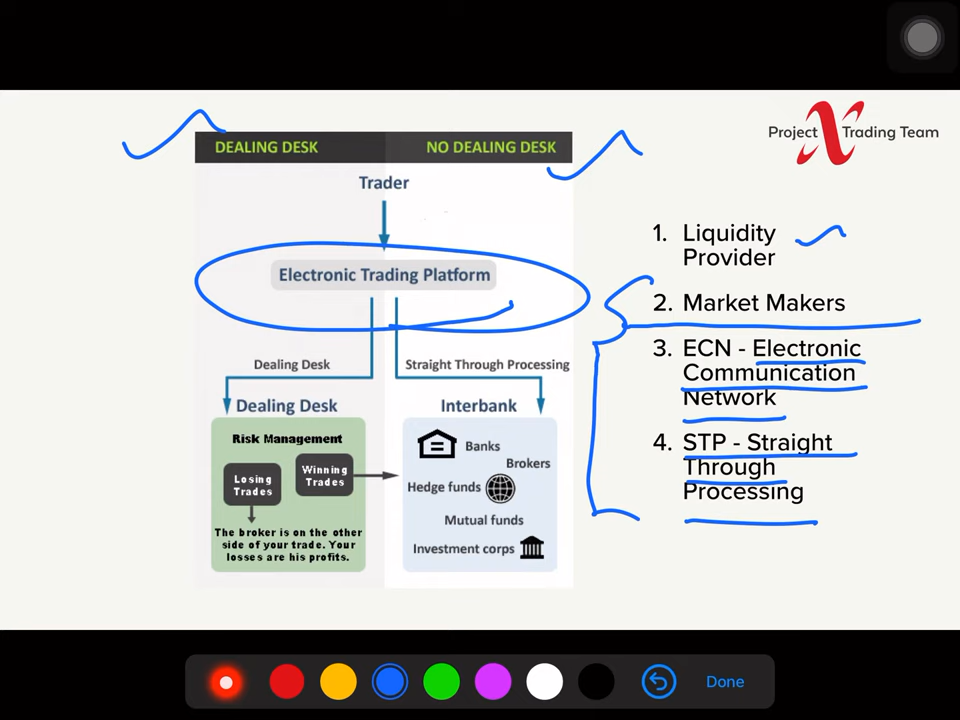 Project X Trading Team
DEALING DESK
NO DEALING DESK
Trader
Electronic Trading Platform
Dealing Desk
Straight Through Processing
Dealing Desk
Interbank
Risk Management
Losing
Trades
Winning
Trades
The broker is on the other
side of your trade. Your
losses are his profits.
Banks
Brokers
Hedge funds
Mutual funds
Investment corps
1. Liquidity
Provider
2. Market Makers
3. ECN - Electronic
Communication
Network
4. STP - Straight
Through
Processing
Done